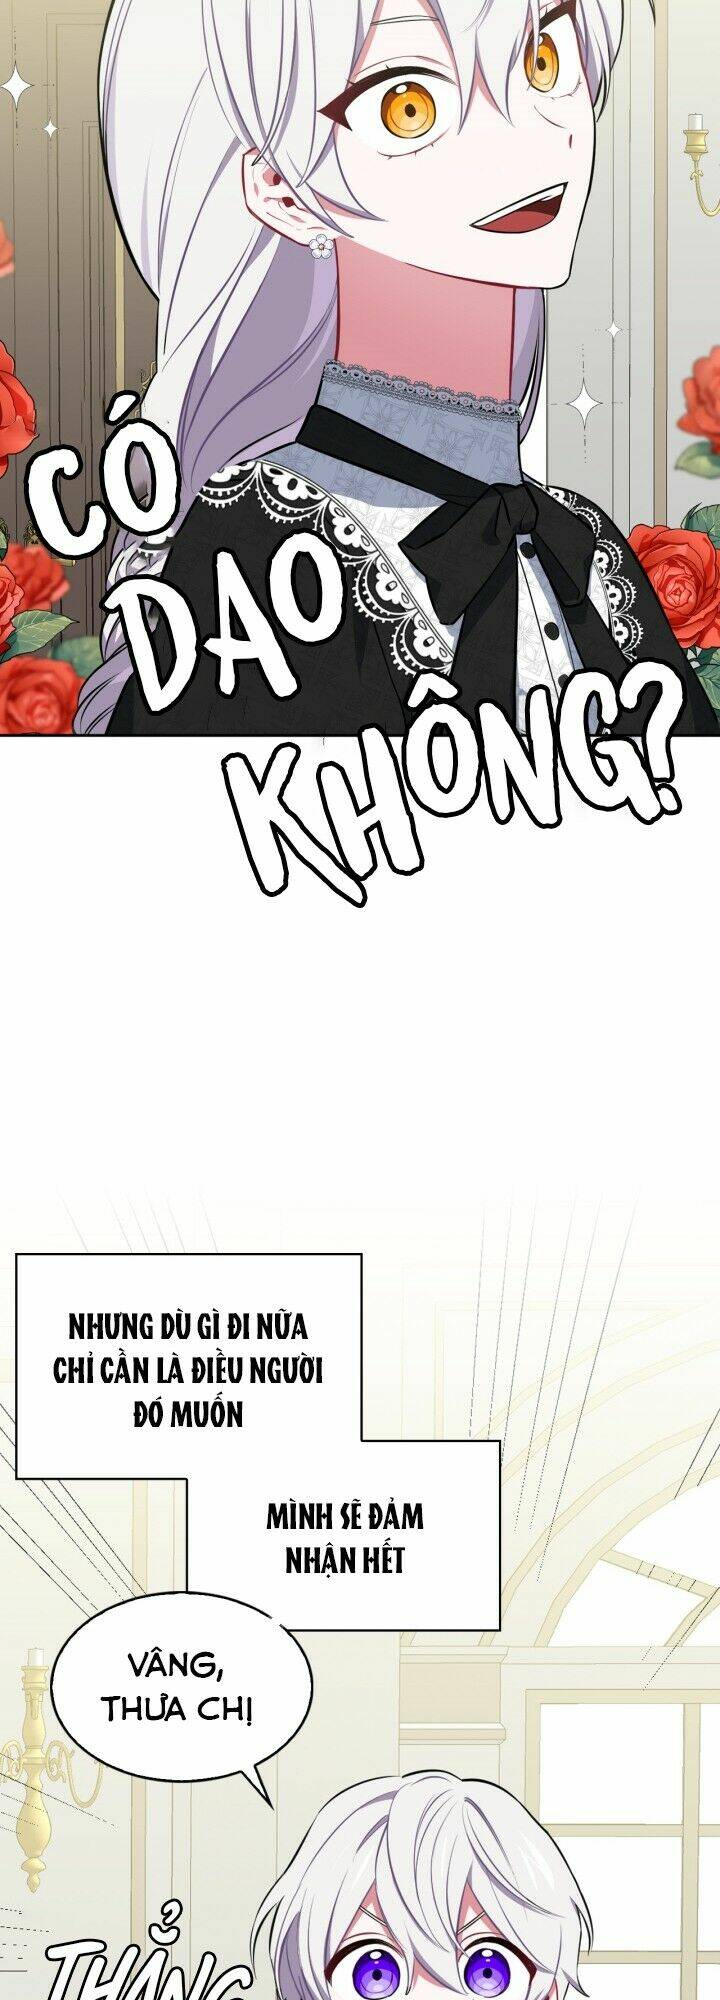 CÓ
DAO
KHÔNG?
NHƯNG DÙ GÌ ĐI NỮA
CHỈ CẦN LÀ ĐIỀU NGƯỜI
ĐÓ MUỐN
MÌNH SẼ ĐẢM
NHẬN HẾT
VÂNG,
THƯA CHỊ
THẲNG